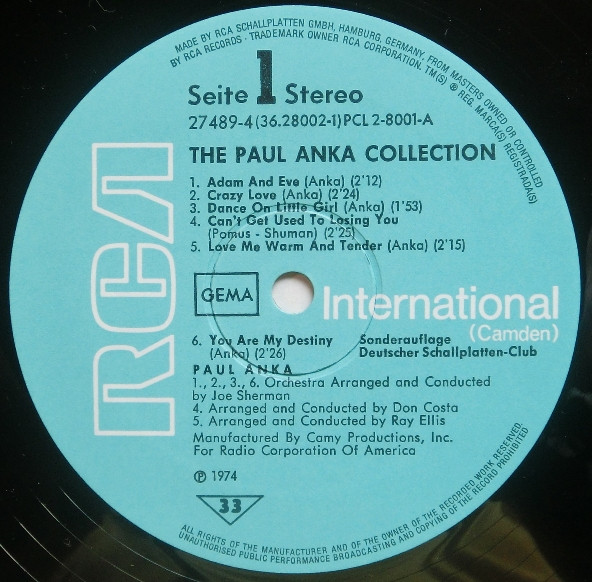 MADE BY RCA SCHALLPLATTEN GMBH, HAMBURG, GERMANY, FROM MASTERS OWNED OR CONTROLLED
BY RCA RECORDS · TRADEMARK OWNER RCA CORPORATION. TM(S) ® REG. MARCA(S) REGISTRADA(S)
Seite 1 Stereo
27489-4(36.28002-1)PCL 2-8001-A
THE PAUL ANKA COLLECTION
1. Adam And Eve (Anka) (2'12)
2. Crazy Love (Anka) (2'24)
3. Dance On Little Girl (Anka) (1'53)
4. Can't Get Used To Losing You
(Pomus - Shuman) (2'25)
5. Love Me Warm And Tender (Anka) (2'15)
RCA
GEMA
International
(Camden)
6. You Are My Destiny
(Anka) (2'26)
Sonderauflage
Deutscher Schallplatten-Club
PAUL ANKA
1., 2., 3., 6. Orchestra Arranged and Conducted
by Joe Sherman
4. Arranged and Conducted by Don Costa
5. Arranged and Conducted by Ray Ellis
Manufactured By Camy Productions, Inc.
For Radio Corporation Of America
℗ 1974
33
ALL RIGHTS OF THE MANUFACTURER AND OF THE OWNER OF THE RECORDED WORK RESERVED.
UNAUTHORISED PUBLIC PERFORMANCE BROADCASTING AND COPYING OF THE RECORD PROHIBITED